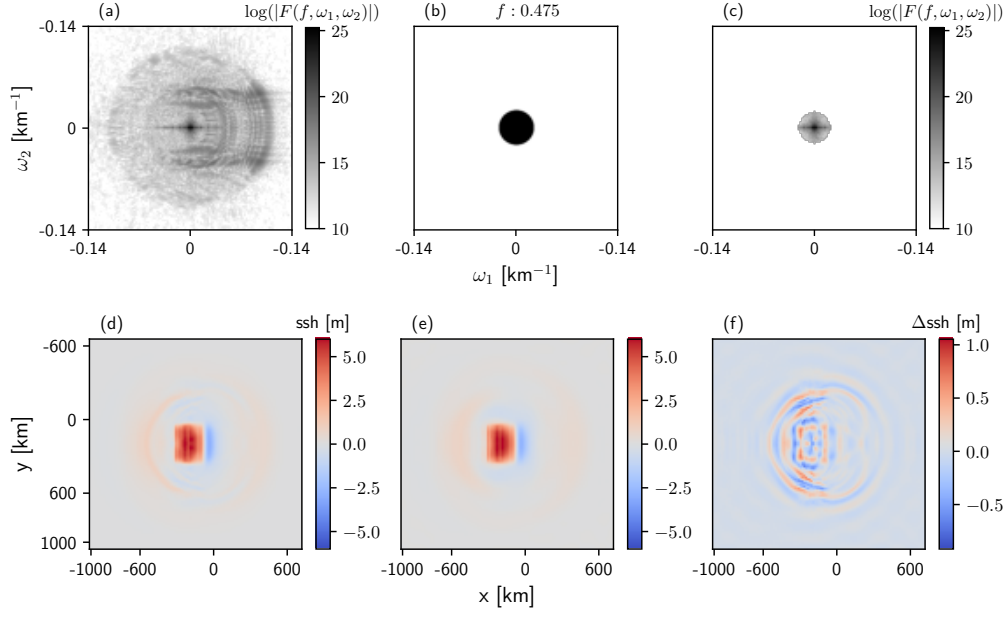 (a) log(|F(f, ω₁, ω₂)|)
(b) f : 0.475
(c) log(|F(f, ω₁, ω₂)|)
-0.14
0
-0.14
ω₂ [km⁻¹]
-0.14 0 -0.14
25
20
15
10
-0.14 0 -0.14
ω₁ [km⁻¹]
-0.14 0 -0.14
25
20
15
10
(d) ssh [m]
(e)
(f) Δssh [m]
-600
0
600
1000
y [km]
-1000 -600 0 600
5.0
2.5
0.0
−2.5
−5.0
-1000 -600 0 600
x [km]
5.0
2.5
0.0
−2.5
−5.0
-1000 -600 0 600
1.0
0.5
0.0
−0.5